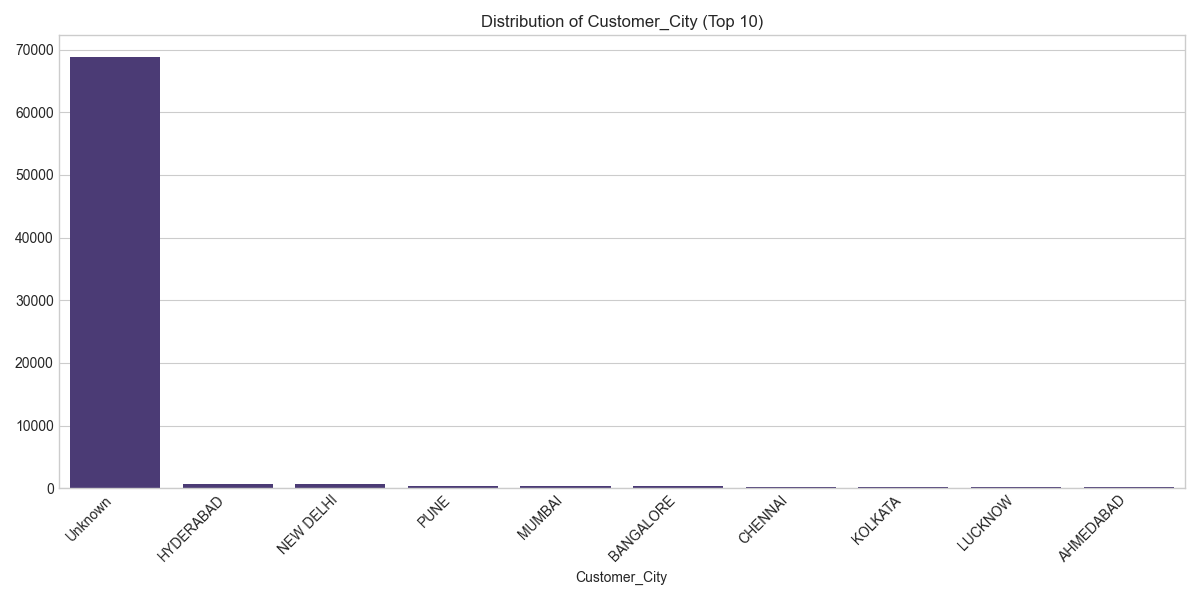 Distribution of Customer_City (Top 10)
70000
60000
50000
40000
30000
20000
10000
0
Unknown
HYDERABAD
NEW DELHI
PUNE
MUMBAI
BANGALORE
CHENNAI
KOLKATA
LUCKNOW
AHMEDABAD
Customer_City